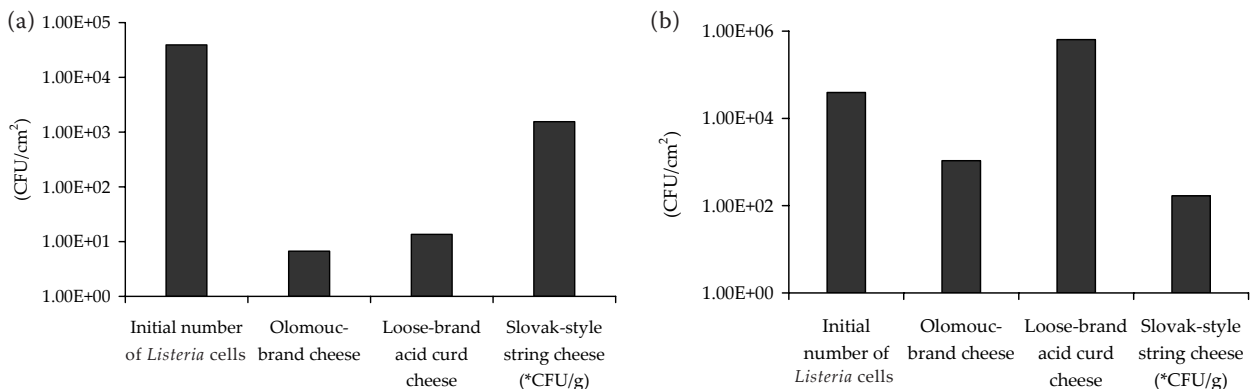 (a)
(CFU/cm²)
1.00E+05
1.00E+04
1.00E+03
1.00E+02
1.00E+01
1.00E+00
Initial number
of Listeria cells
Olomouc-
brand cheese
Loose-brand
acid curd
cheese
Slovak-style
string cheese
(*CFU/g)
(b)
(CFU/cm²)
1.00E+06
1.00E+04
1.00E+02
1.00E+00
Initial
number of
Listeria cells
Olomouc-
brand cheese
Loose-brand
acid curd
cheese
Slovak-style
string cheese
(*CFU/g)